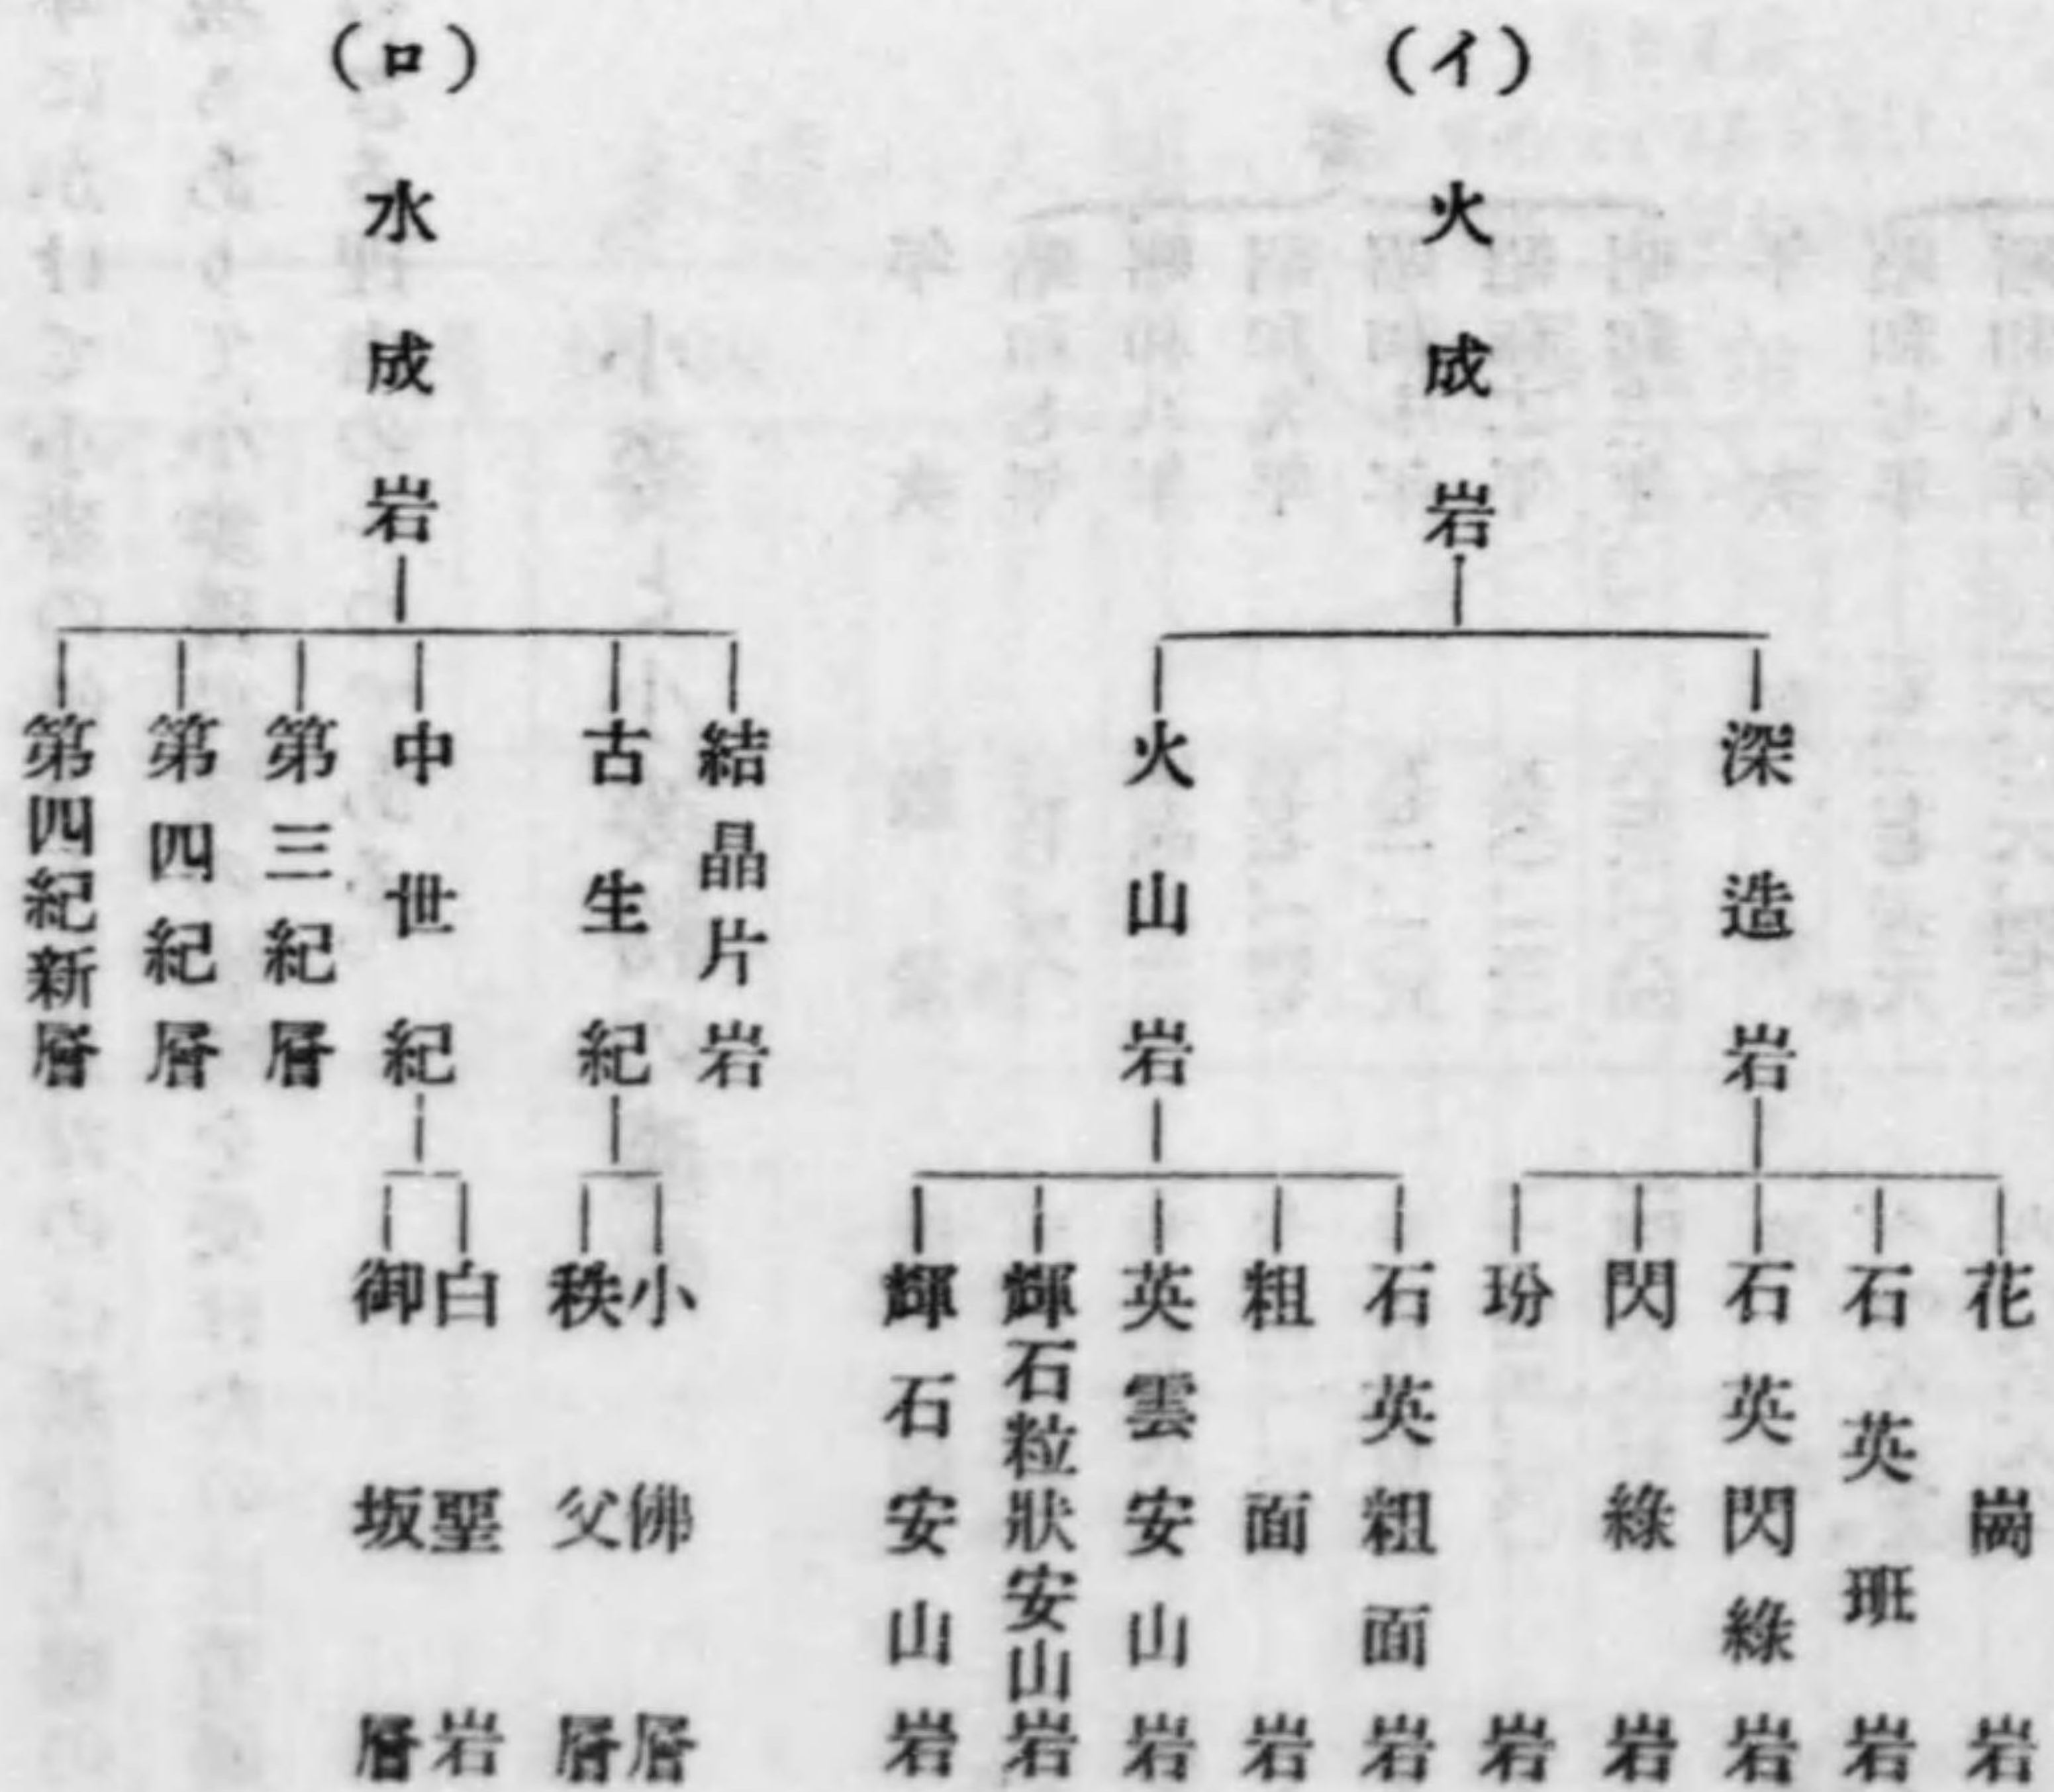 (イ)火成岩
深造岩
花崗岩
石英班岩
石英閃綠岩
閃綠岩
玢岩
火山岩
石英粗面岩
粗面岩
英雲安山岩
輝石粒狀安山岩
輝石安山岩
(ロ)水成岩
結晶片岩
古生紀
小佛層
秩父層
中世紀
白堊岩
御坂層
第三紀層
第四紀層
第四紀新層